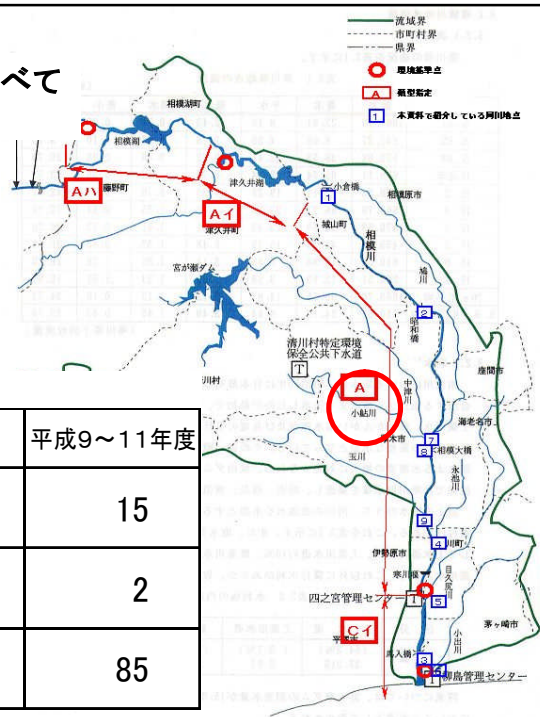 べて
流域界
市町村界
県界
環境基準点
A 類型指定
1 本資料で紹介している河川地点
相模湖町
相模湖
津久井湖
小倉橋
相模原市
Aハ
藤野町
Aイ
津久井町
城山町
相模川
鳩川
1
宮が瀬ダム
2
昭和橋
清川村特定環境
保全公共下水道
T
座間市
川村
A
中津川
小鮎川
海老名市
木市
7
8
相模大橋
玉川
永池川
9
4
川町
伊勢原市
目久尻川
寒川堰
四之宮管理センター
T
5
茅ヶ崎市
Cイ
小出川
馬入橋
3
T
柳島管理センター
平成9~11年度
15
2
85